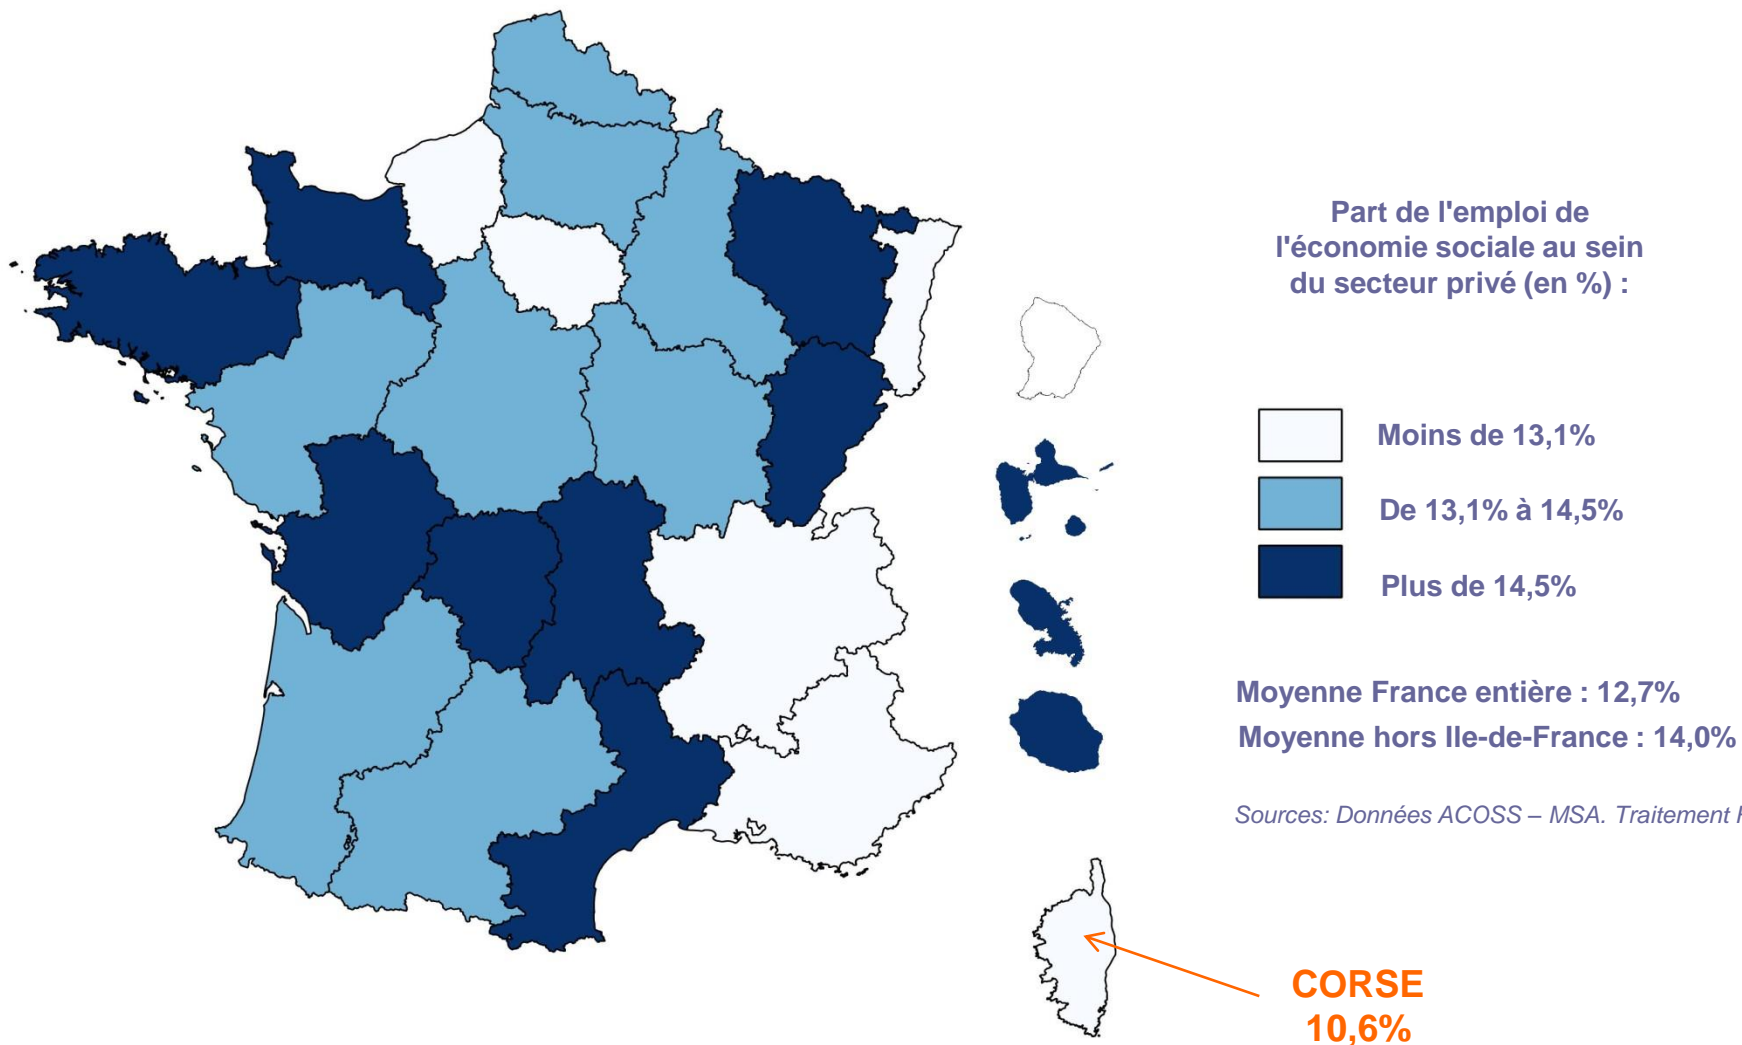 Part de l'emploi de
l'économie sociale au sein
du secteur privé (en %) :
Moins de 13,1%
De 13,1% à 14,5%
Plus de 14,5%
Moyenne France entière : 12,7%
Moyenne hors Ile-de-France : 14,0%
Sources: Données ACOSS – MSA. Traitement
CORSE
10,6%